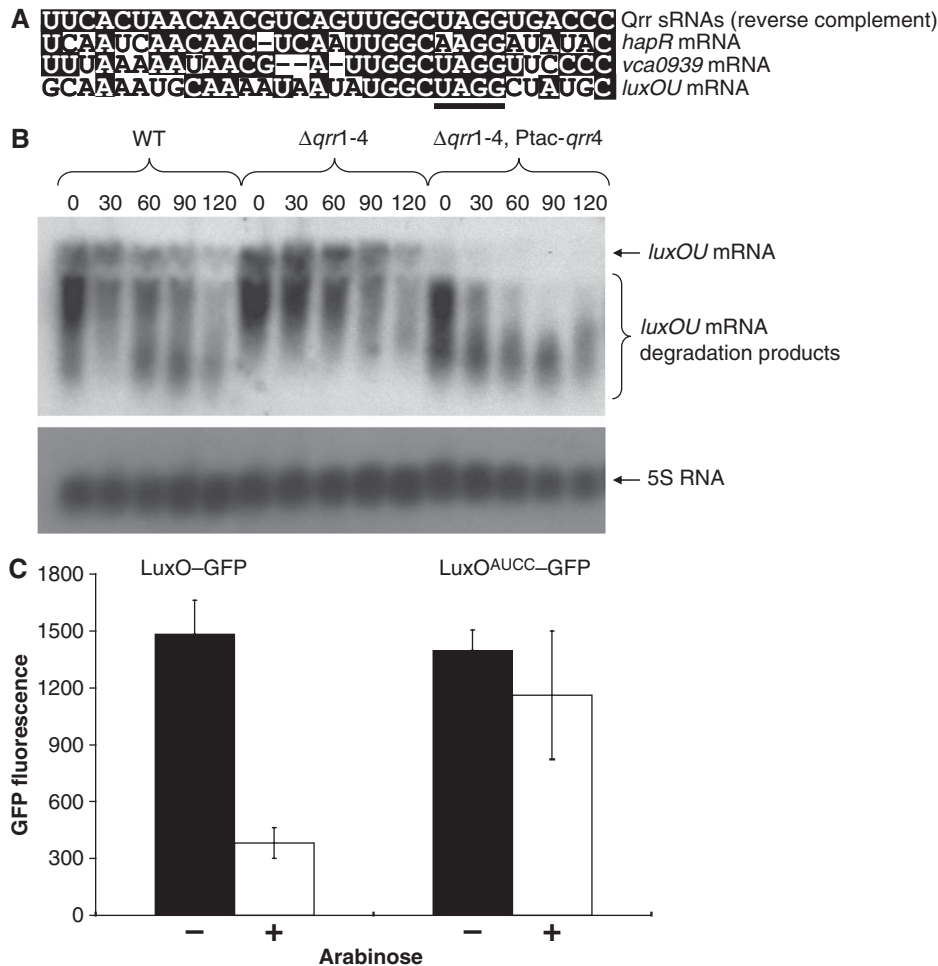 A UUCACUAACAACGUCAGUUGGCUAGGUGACCC Qrr sRNAs (reverse complement)
UCAAUCAACAAC-UCAAUUGGCAAGGAUAUAC hapR mRNA
UUUAAAAAUAACG--A-UUGGCUAGGUUCCCC vca0939 mRNA
GCAAAAUGCAAAAUAAUAUGGCUAGGCUAUGC luxOU mRNA
B WT Δqrr1-4 Δqrr1-4, Ptac-qrr4
0 30 60 90 120 0 30 60 90 120 0 30 60 90 120
luxOU mRNA
luxOU mRNA
degradation products
5S RNA
C
LuxO–GFP LuxOAUCC–GFP
1800
1500
1200
900
600
300
0
GFP fluorescence
– + – +
Arabinose